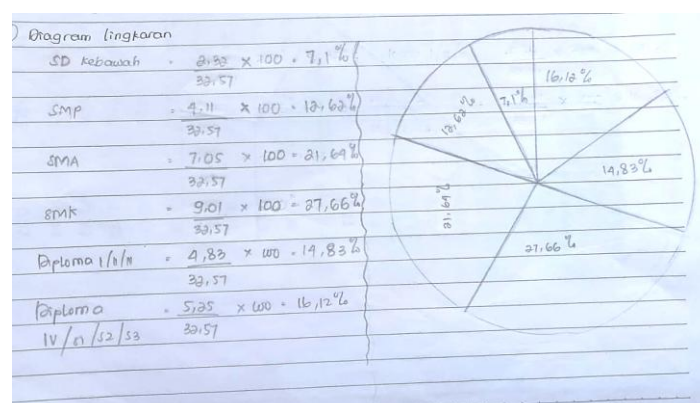 ) Diagram lingkaran
SD kebawah = 2,32 × 100 = 7,1%
32,57
SMP = 4,11 × 100 = 12,62%
32,57
SMA = 7,05 × 100 = 21,64%
32,57
SMK = 9,01 × 100 = 27,66%
32,57
Diploma I/II/III = 4,83 × 100 = 14,83%
32,57
Diploma = 5,25 × 100 = 16,12%
IV/S1/S2/S3 32,57
16,12%
7,1%
12,62%
14,83%
21,64%
27,66%